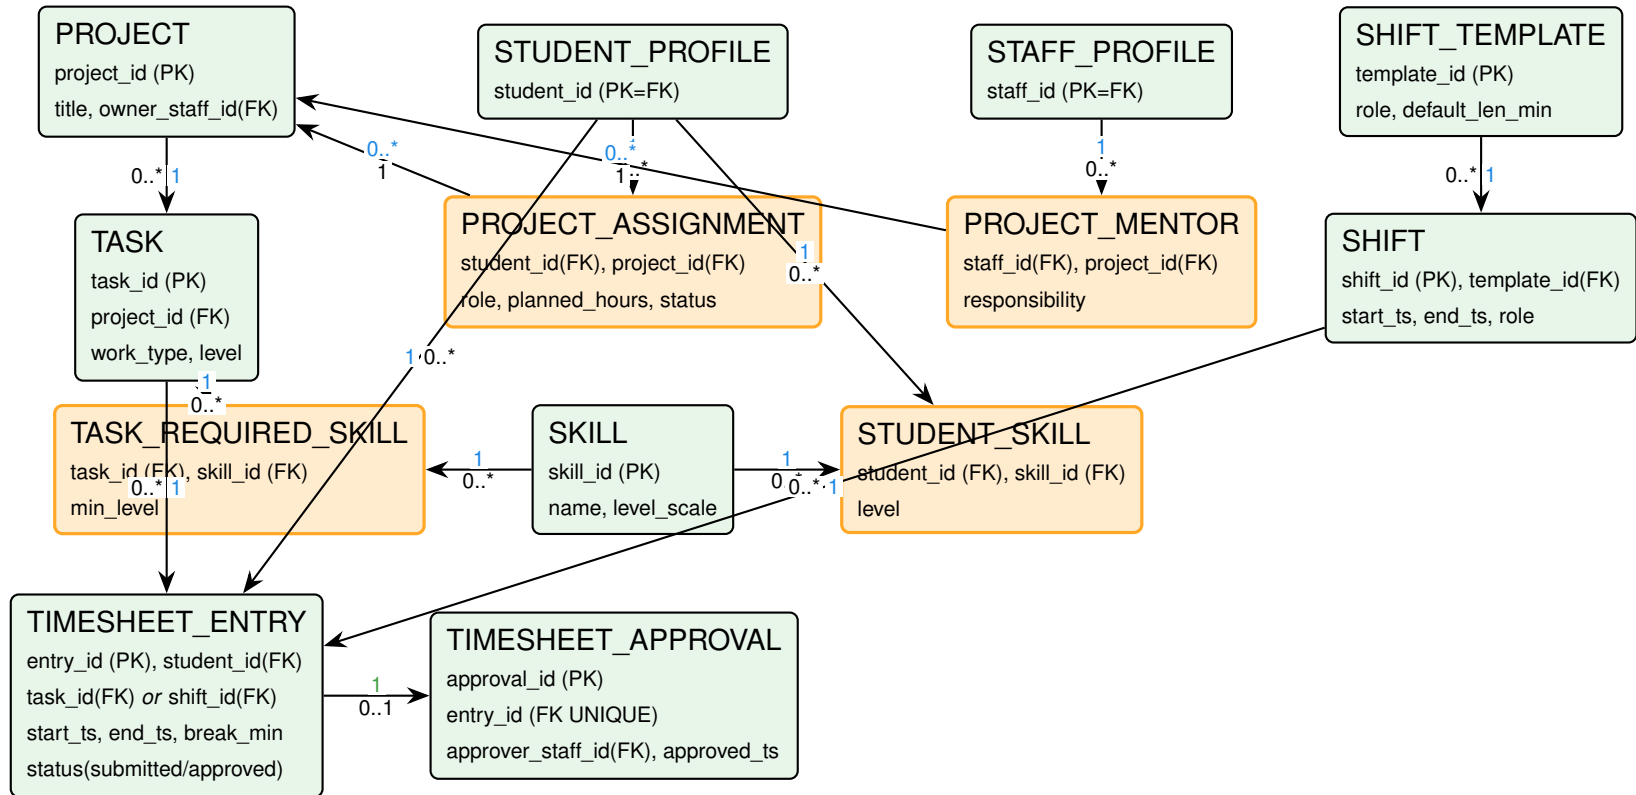 PROJECT
project_id (PK)
title, owner_staff_id(FK)
STUDENT_PROFILE
student_id (PK=FK)
STAFF_PROFILE
staff_id (PK=FK)
SHIFT_TEMPLATE
template_id (PK)
role, default_len_min
0..* 1
0..*
1
0..*
1
1
0..*
0..* 1
TASK
task_id (PK)
project_id (FK)
work_type, level
PROJECT_ASSIGNMENT
student_id(FK), project_id(FK)
role, planned_hours, status
PROJECT_MENTOR
staff_id(FK), project_id(FK)
responsibility
SHIFT
shift_id (PK), template_id(FK)
start_ts, end_ts, role
1
0..*
1 0..*
1
0..*
TASK_REQUIRED_SKILL
task_id (FK), skill_id (FK)
min_level
0..* 1
1
0..*
SKILL
skill_id (PK)
name, level_scale
1
0..* 1
STUDENT_SKILL
student_id (FK), skill_id (FK)
level
TIMESHEET_ENTRY
entry_id (PK), student_id(FK)
task_id(FK) or shift_id(FK)
start_ts, end_ts, break_min
status(submitted/approved)
1
0..1
TIMESHEET_APPROVAL
approval_id (PK)
entry_id (FK UNIQUE)
approver_staff_id(FK), approved_ts